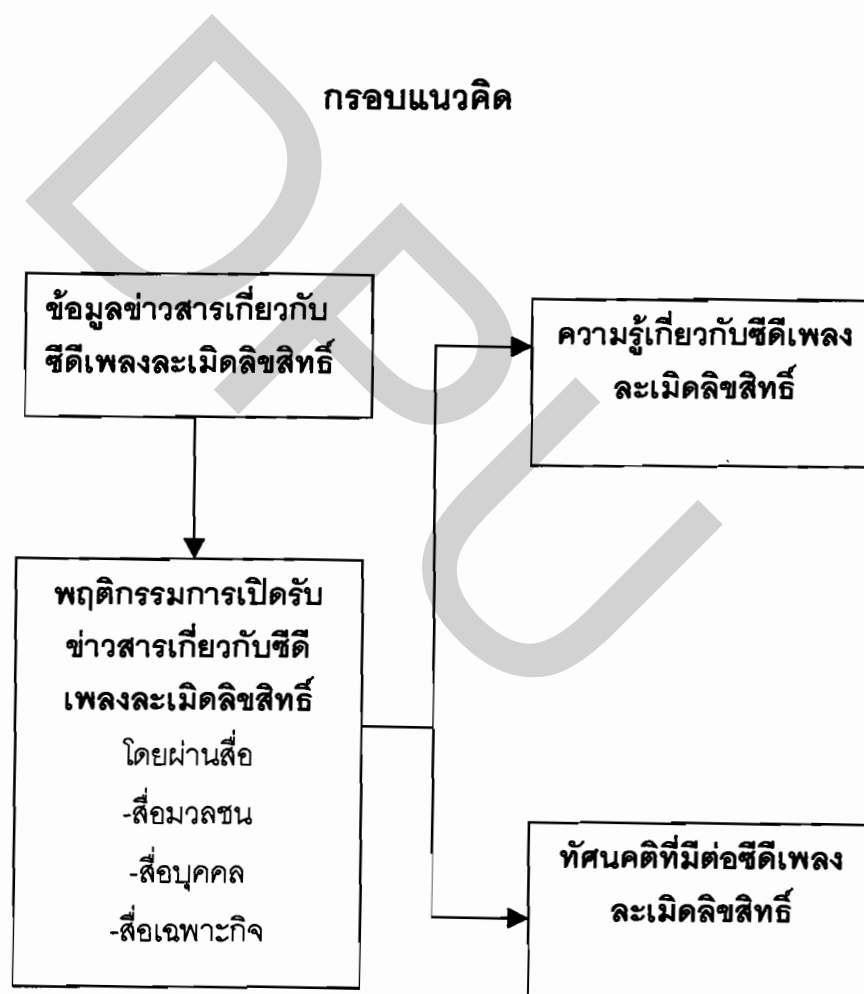 กรอบแนวคิด
ข้อมูลข่าวสารเกี่ยวกับ
ซีดีเพลงละเมิดลิขสิทธิ์
พฤติกรรมการเปิดรับ
ข่าวสารเกี่ยวกับซีดี
เพลงละเมิดลิขสิทธิ์
โดยผ่านสื่อ
-สื่อมวลชน
-สื่อบุคคล
-สื่อเฉพาะกิจ
ความรู้เกี่ยวกับซีดีเพลง
ละเมิดลิขสิทธิ์
ทัศนคติที่มีต่อซีดีเพลง
ละเมิดลิขสิทธิ์
DPU